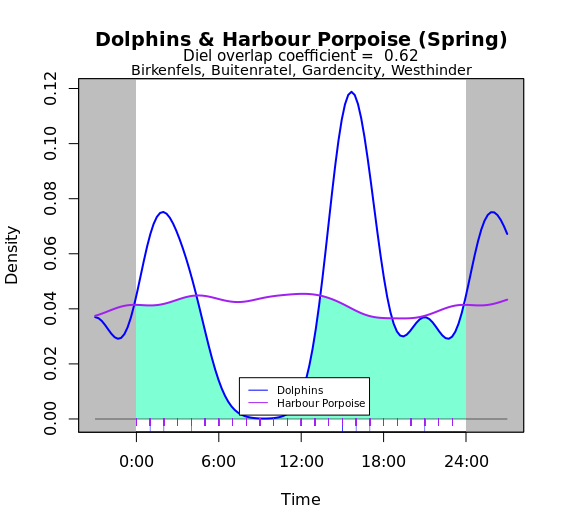 Dolphins & Harbour Porpoise (Spring)
Diel overlap coefficient = 0.62
Birkenfels, Buitenratel, Gardencity, Westhinder
0.12
0.10
0.08
0.06
0.04
0.02
0.00
Density
Dolphins
Harbour Porpoise
0:00 6:00 12:00 18:00 24:00
Time